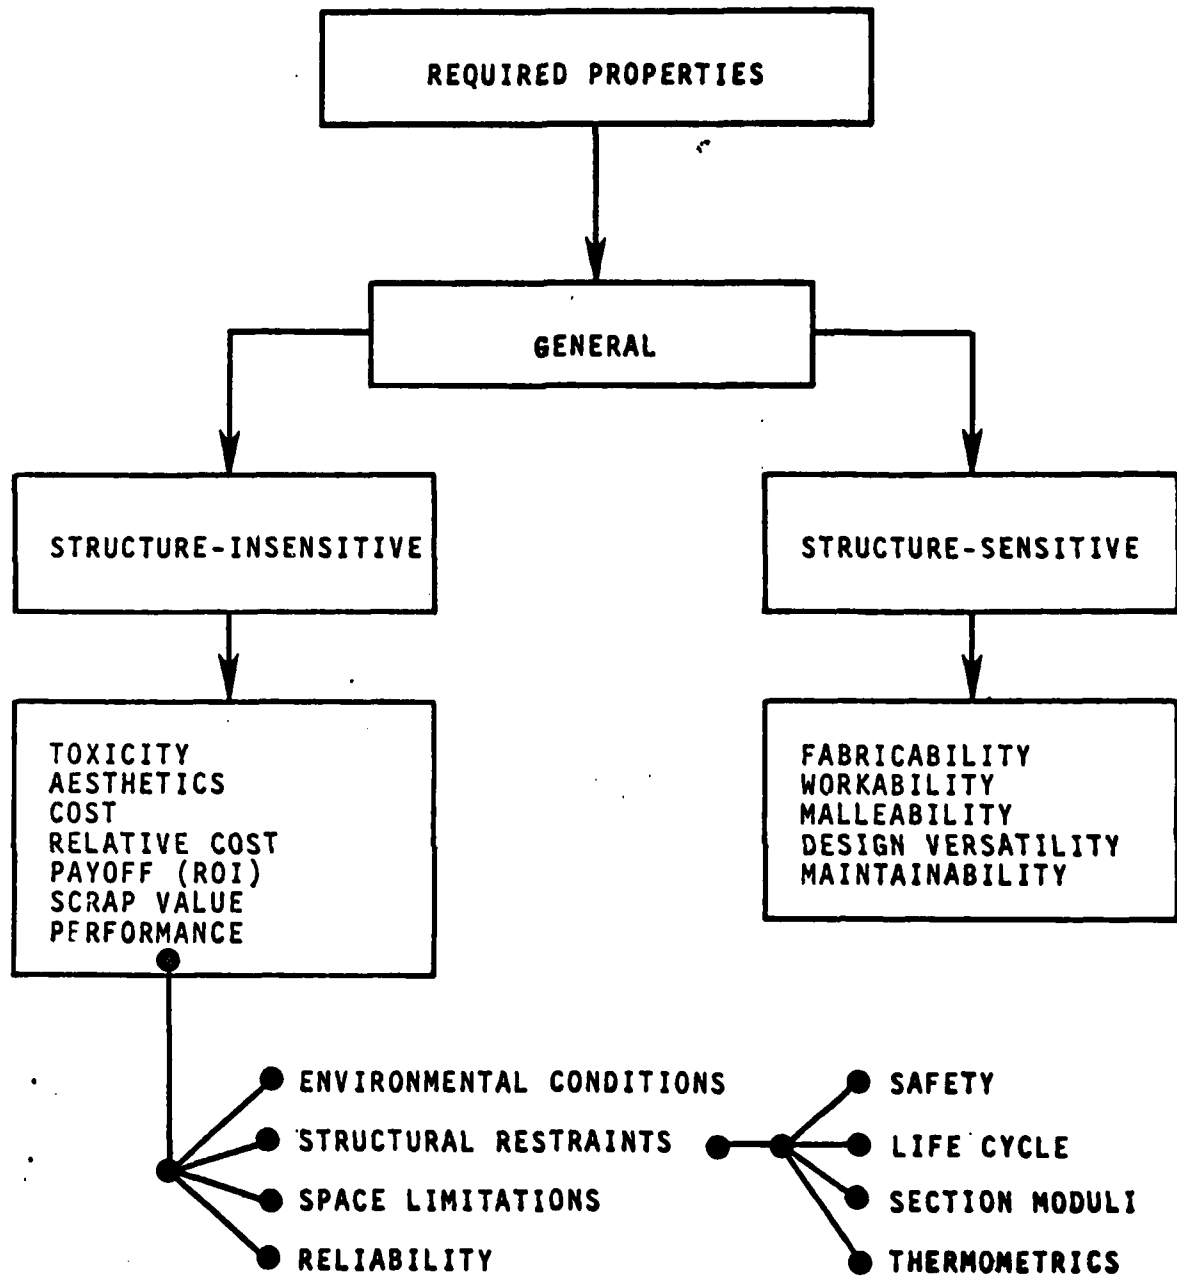 REQUIRED PROPERTIES
GENERAL
STRUCTURE-INSENSITIVE
STRUCTURE-SENSITIVE
TOXICITY
AESTHETICS
COST
RELATIVE COST
PAYOFF (ROI)
SCRAP VALUE
PERFORMANCE
FABRICABILITY
WORKABILITY
MALLEABILITY
DESIGN VERSATILITY
MAINTAINABILITY
ENVIRONMENTAL CONDITIONS
STRUCTURAL RESTRAINTS
SPACE LIMITATIONS
RELIABILITY
SAFETY
LIFE CYCLE
SECTION MODULI
THERMOMETRICS